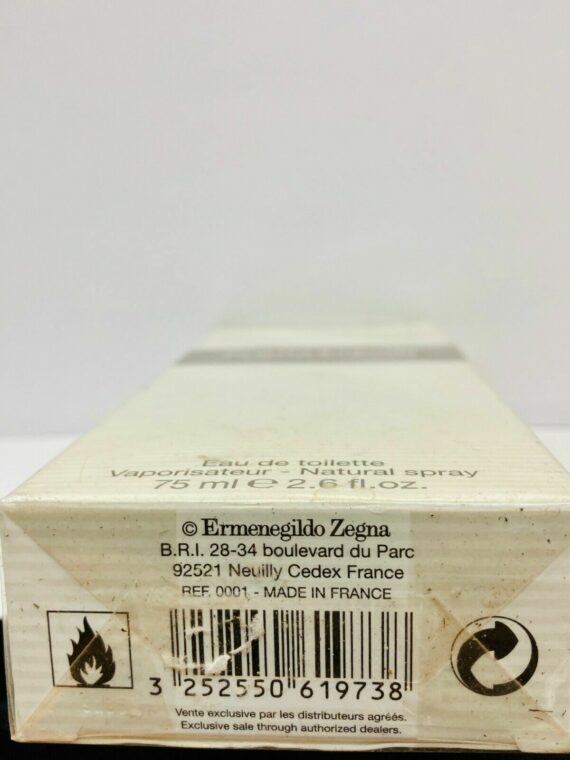 Eau de toilette
Vaporisateur - Natural spray
75 ml e 2.6 fl.oz.
© Ermenegildo Zegna
B.R.I. 28-34 boulevard du Parc
92521 Neuilly Cedex France
REF. 0001 - MADE IN FRANCE
3 252550 619738
Vente exclusive par les distributeurs agréés.
Exclusive sale through authorized dealers.